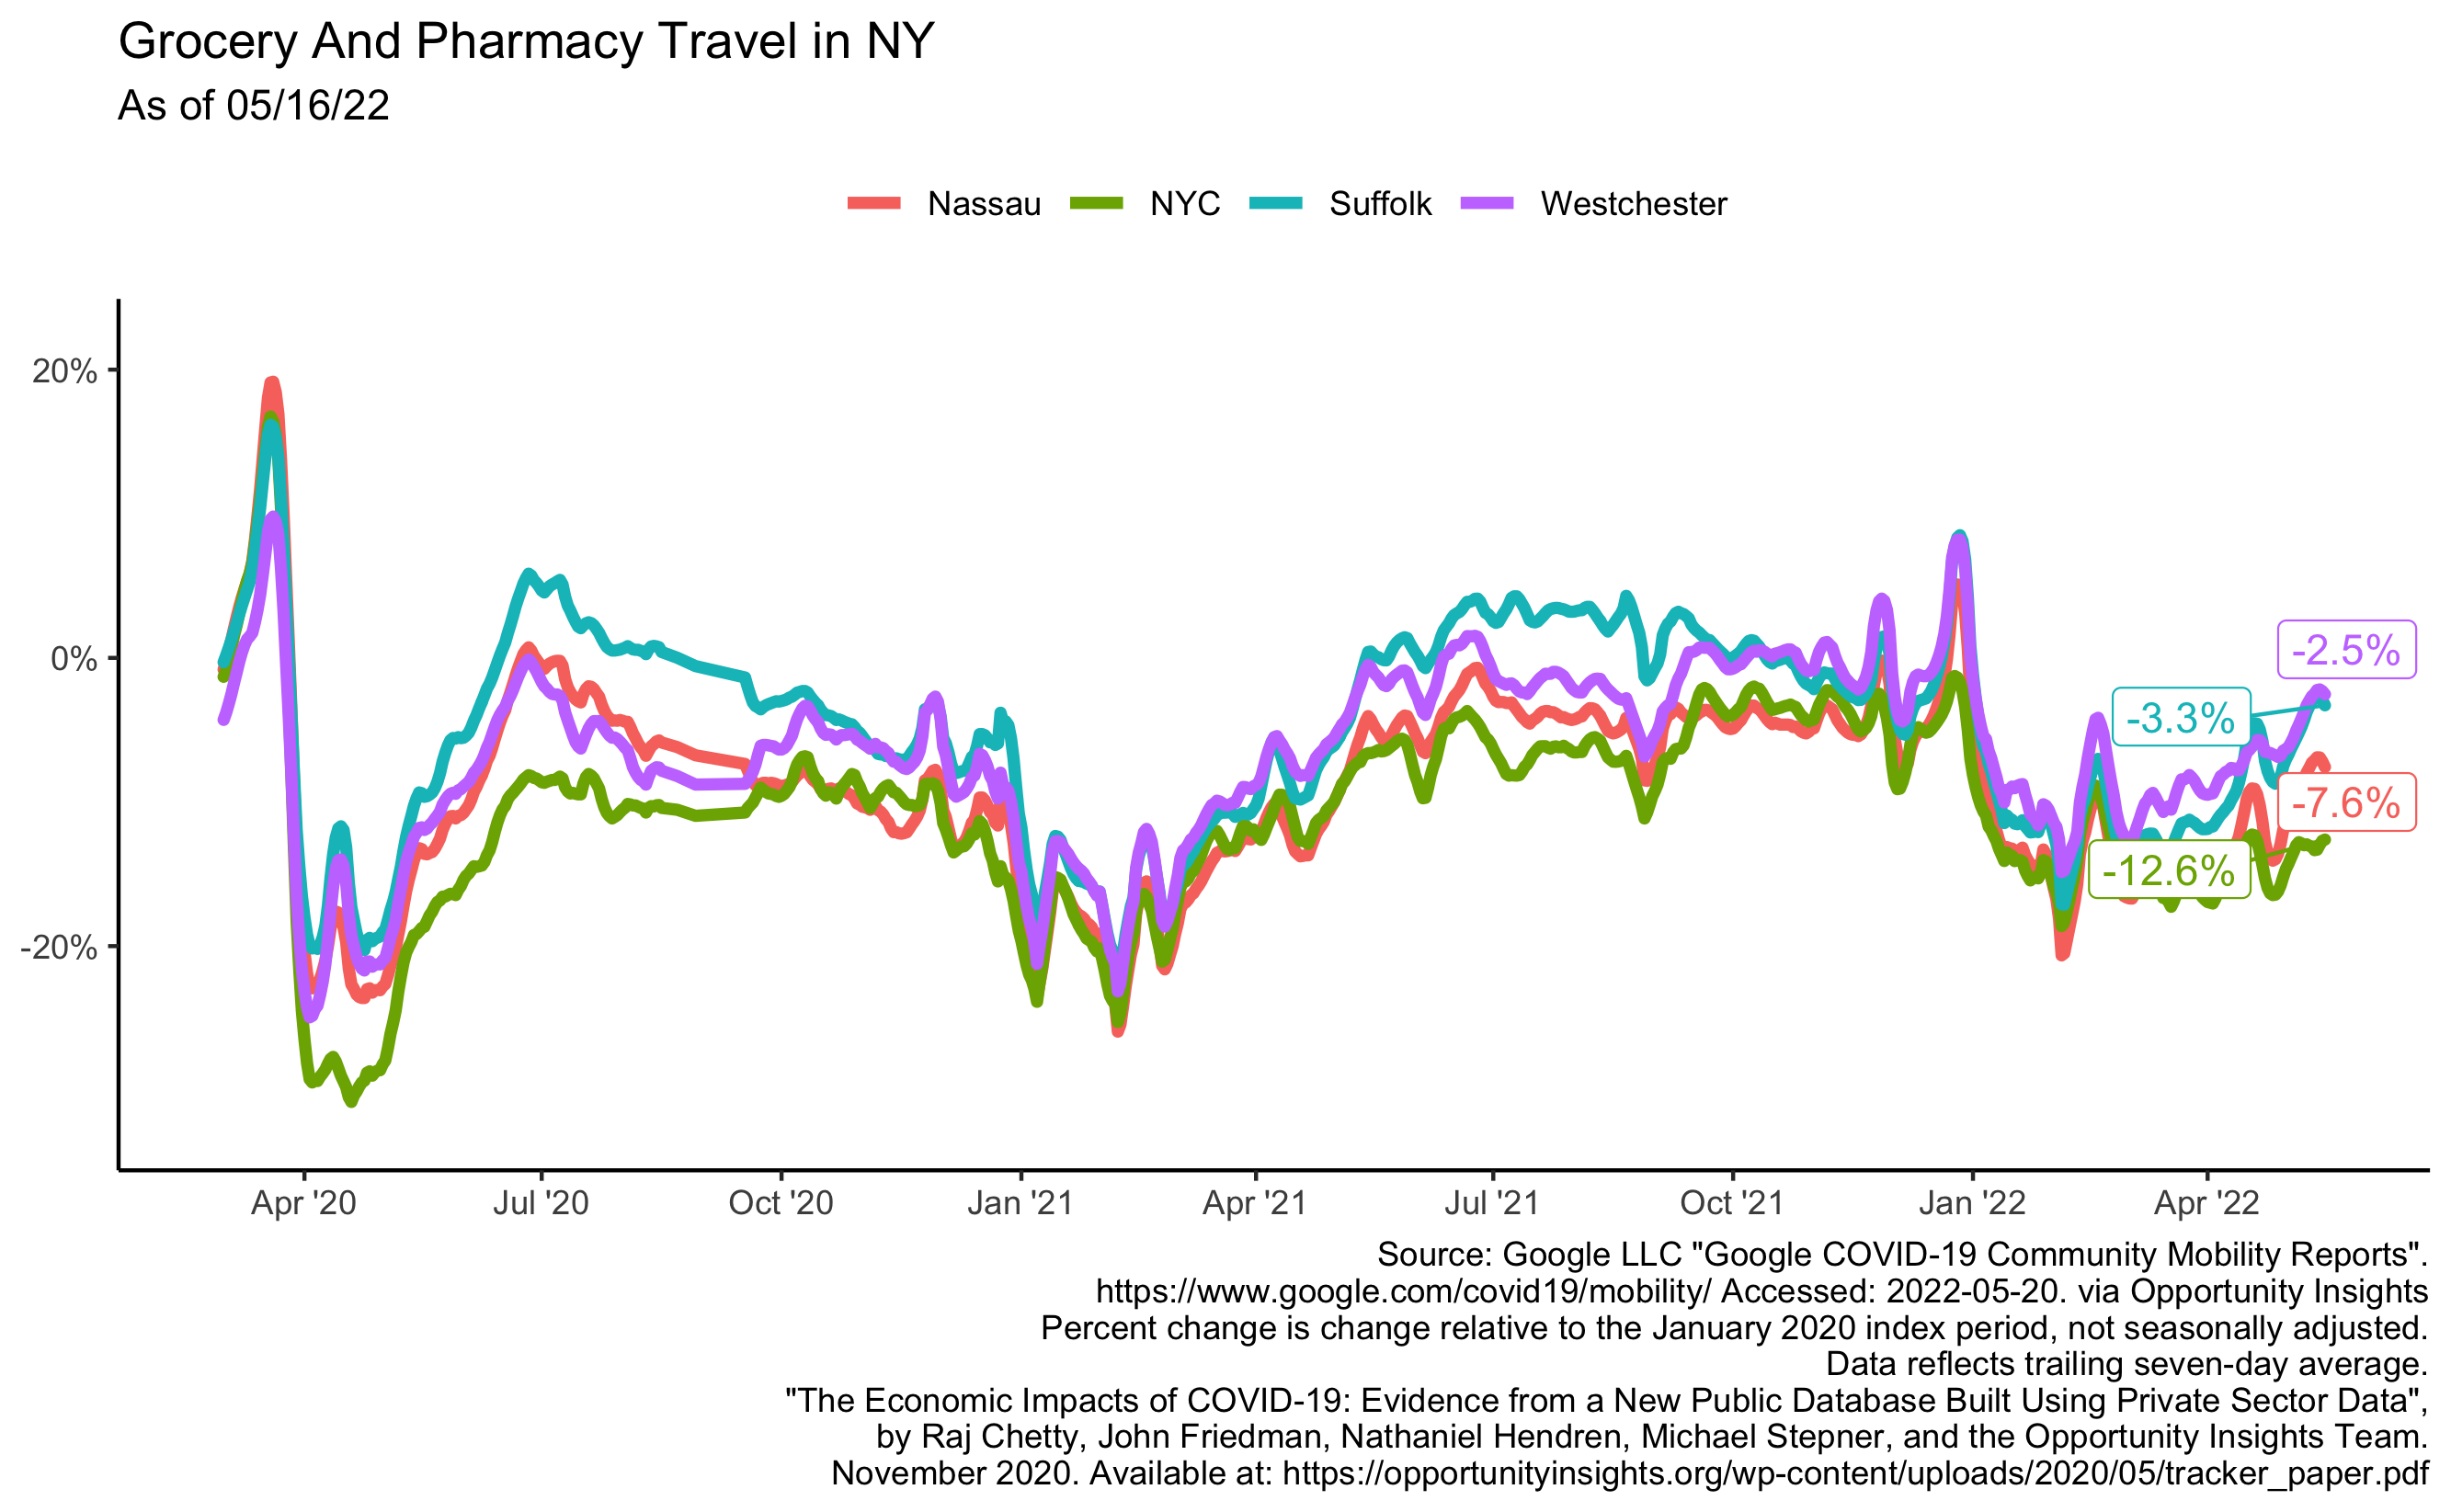 Grocery And Pharmacy Travel in NY
As of 05/16/22
Nassau NYC Suffolk Westchester
20%
0%
-20%
-2.5%
-3.3%
-7.6%
-12.6%
Apr '20 Jul '20 Oct '20 Jan '21 Apr '21 Jul '21 Oct '21 Jan '22 Apr '22
Source: Google LLC "Google COVID-19 Community Mobility Reports".
https://www.google.com/covid19/mobility/ Accessed: 2022-05-20. via Opportunity Insights
Percent change is change relative to the January 2020 index period, not seasonally adjusted.
Data reflects trailing seven-day average.
"The Economic Impacts of COVID-19: Evidence from a New Public Database Built Using Private Sector Data",
by Raj Chetty, John Friedman, Nathaniel Hendren, Michael Stepner, and the Opportunity Insights Team.
November 2020. Available at: https://opportunityinsights.org/wp-content/uploads/2020/05/tracker_paper.pdf